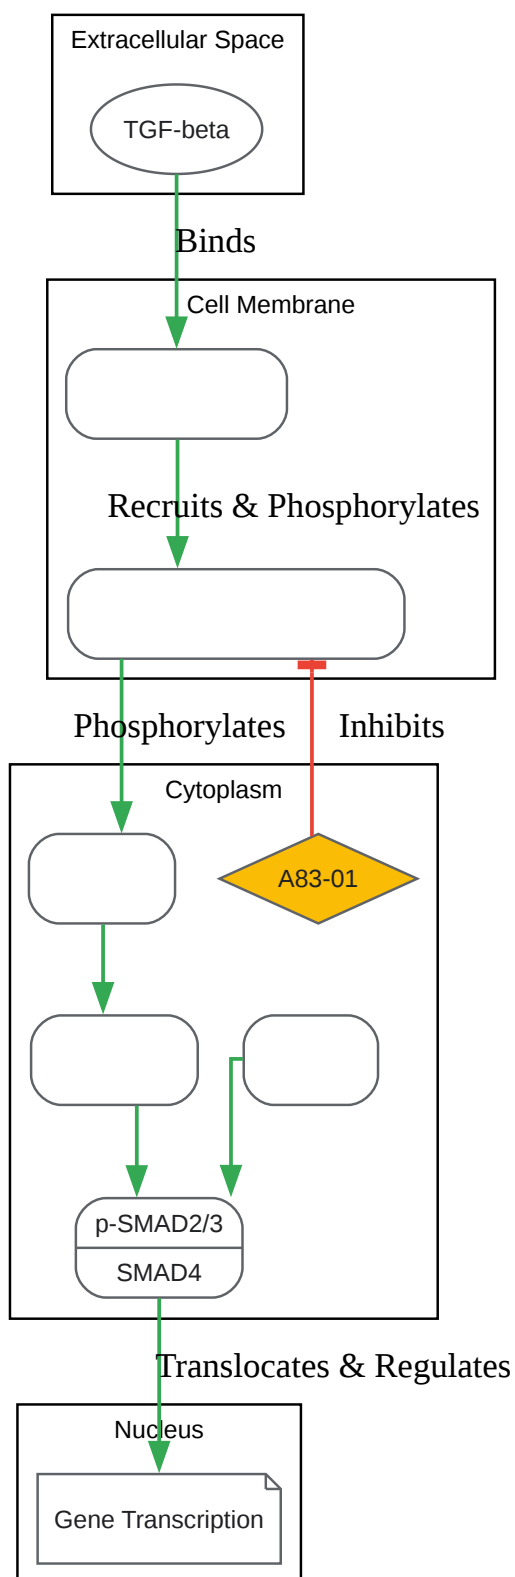 Extracellular Space
TGF-beta
Binds
Cell Membrane
Recruits & Phosphorylates
Phosphorylates
Inhibits
Cytoplasm
A83-01
p-SMAD2/3
SMAD4
Translocates & Regulates
Nucleus
Gene Transcription